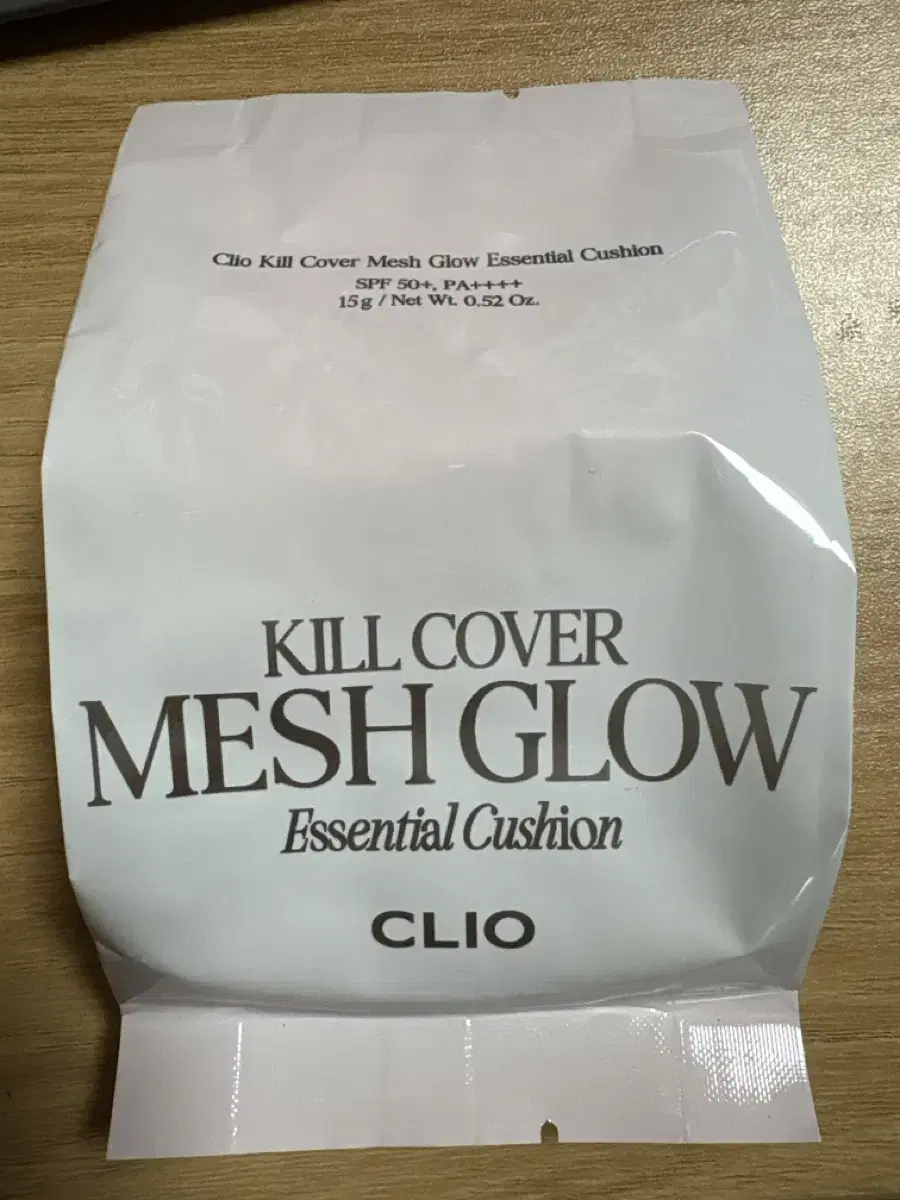 Clio Kill Cover Mesh Glow Essential Cushion
SPF 50+, PA++++
15g / Net Wt. 0.52 Oz.
KILL COVER
MESH GLOW
Essential Cushion
CLIO